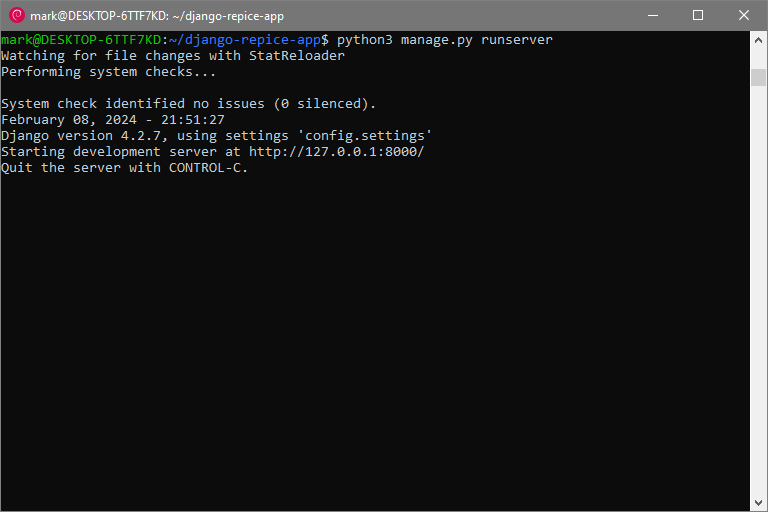 mark@DESKTOP-6TTF7KD: ~/django-repice-app
mark@DESKTOP-6TTF7KD:~/django-repice-app$ python3 manage.py runserver
Watching for file changes with StatReloader
Performing system checks...
System check identified no issues (0 silenced).
February 08, 2024 - 21:51:27
Django version 4.2.7, using settings 'config.settings'
Starting development server at http://127.0.0.1:8000/
Quit the server with CONTROL-C.